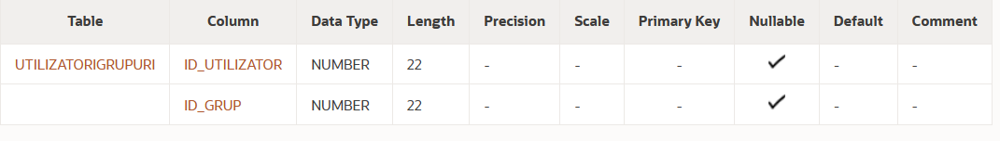 Table Column Data Type Length Precision Scale Primary Key Nullable Default Comment
UTILIZATORIGRUPURI ID_UTILIZATOR NUMBER 22 - - - ✓ - -
ID_GRUP NUMBER 22 - - - ✓ - -